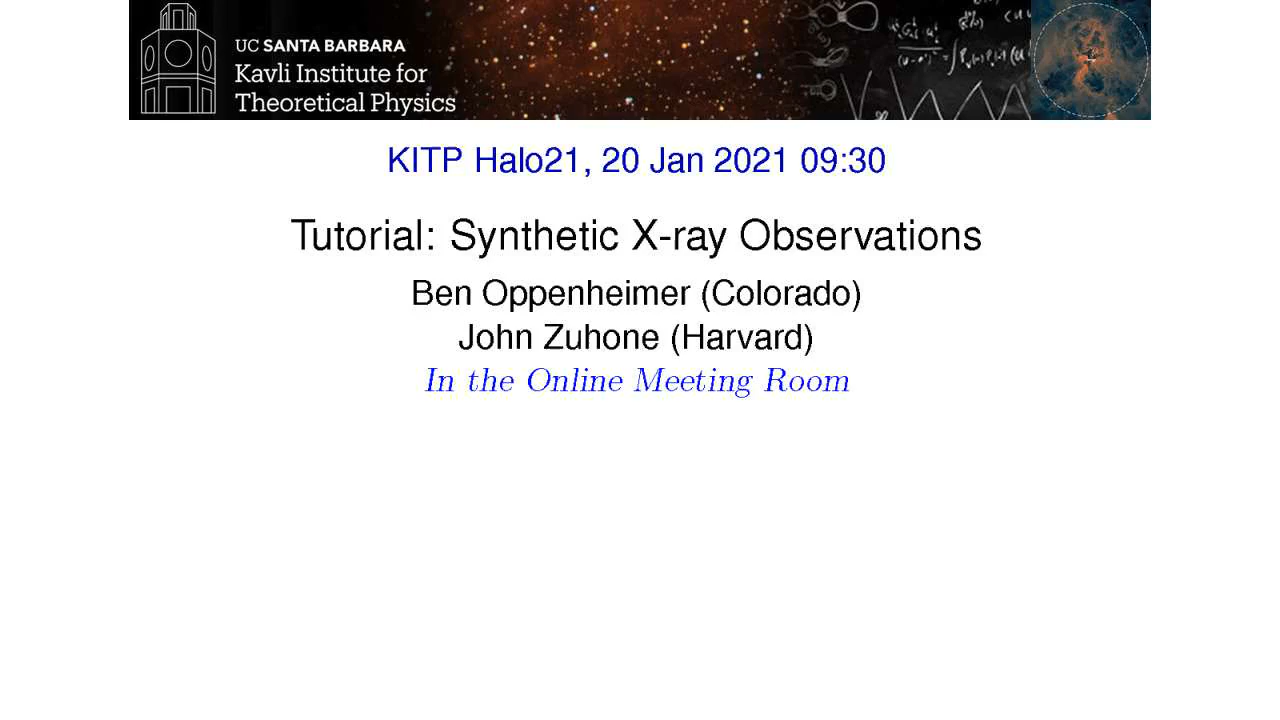 UC SANTA BARBARA
Kavli Institute for
Theoretical Physics
KITP Halo21, 20 Jan 2021 09:30
Tutorial: Synthetic X-ray Observations
Ben Oppenheimer (Colorado)
John Zuhone (Harvard)
In the Online Meeting Room